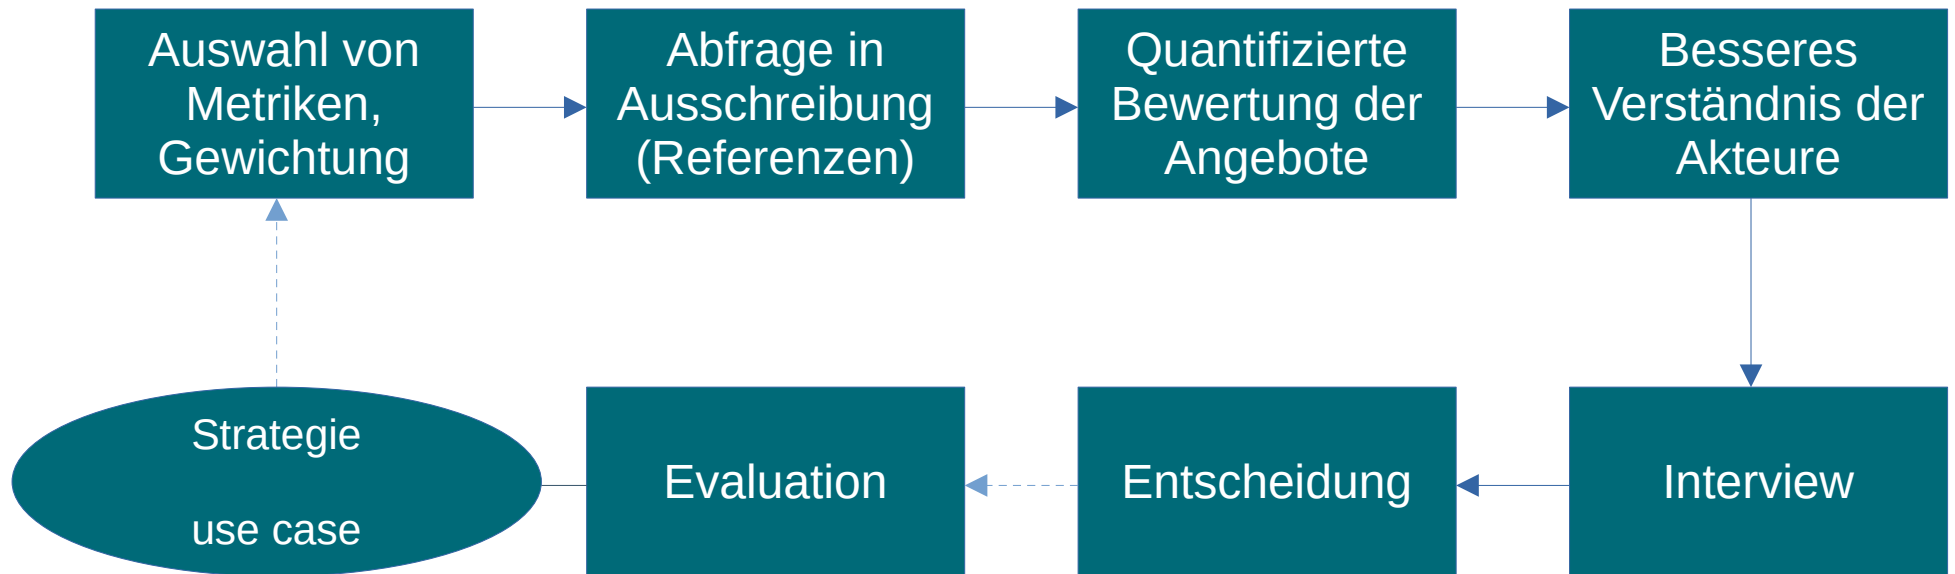 Auswahl von
Metriken,
Gewichtung
Abfrage in
Ausschreibung
(Referenzen)
Quantifizierte
Bewertung der
Angebote
Besseres
Verständnis der
Akteure
Strategie
use case
Evaluation
Entscheidung
Interview